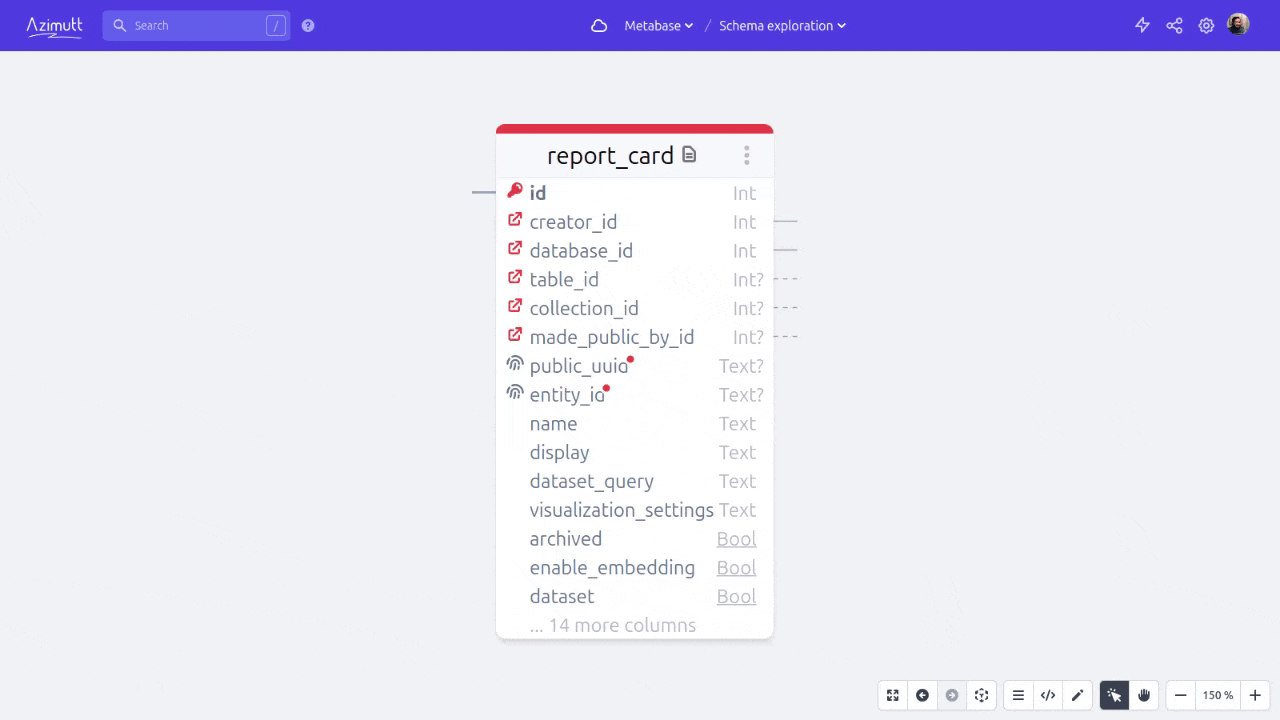 Azimutt Search / Metabase / Schema exploration
report_card
id Int
creator_id Int
database_id Int
table_id Int?
collection_id Int?
made_public_by_id Int?
public_uuid Text?
entity_id Text?
name Text
display Text
dataset_query Text
visualization_settings Text
archived Bool
enable_embedding Bool
dataset Bool
... 14 more columns
150 %